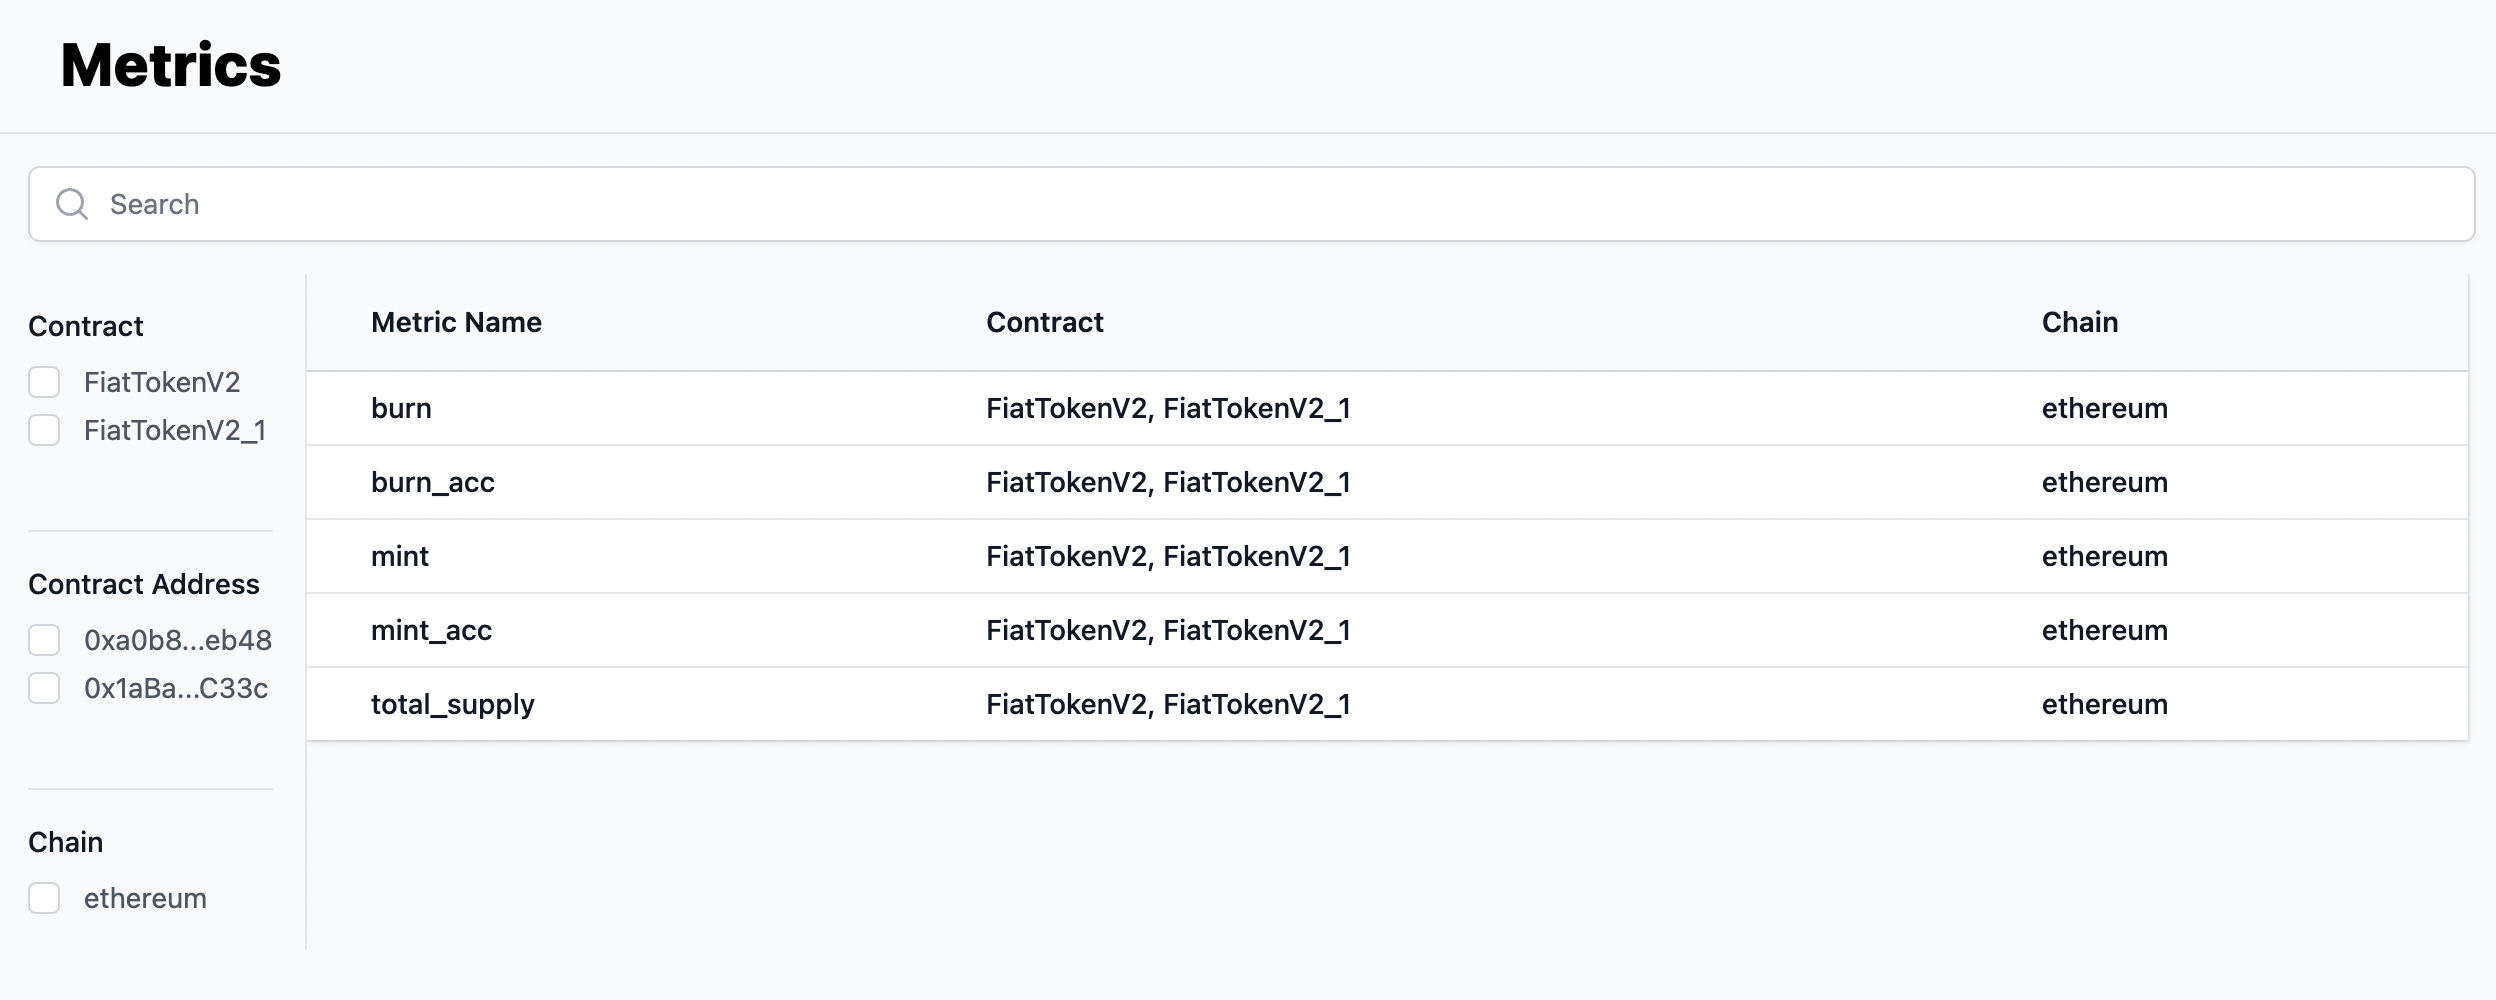 Metrics
Search
Contract
FiatTokenV2
FiatTokenV2_1
Contract Address
0xa0b8...eb48
0x1aBa...C33c
Chain
ethereum
Metric Name Contract Chain
burn FiatTokenV2, FiatTokenV2_1 ethereum
burn_acc FiatTokenV2, FiatTokenV2_1 ethereum
mint FiatTokenV2, FiatTokenV2_1 ethereum
mint_acc FiatTokenV2, FiatTokenV2_1 ethereum
total_supply FiatTokenV2, FiatTokenV2_1 ethereum